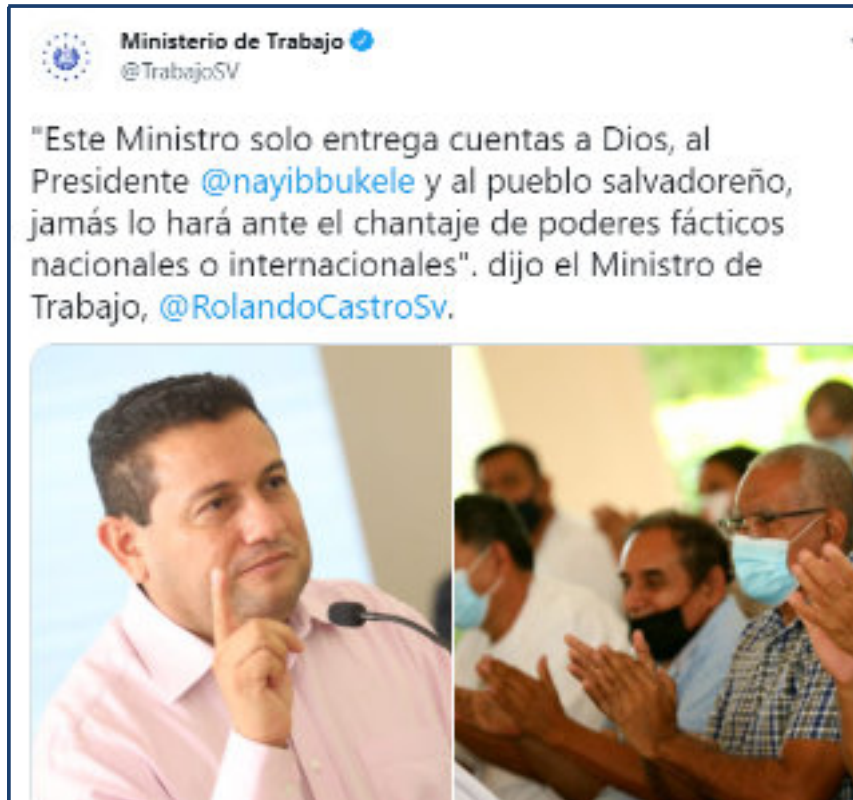 Ministerio de Trabajo
@TrabajoSV
"Este Ministro solo entrega cuentas a Dios, al
Presidente @nayibbukele y al pueblo salvadoreño,
jamás lo hará ante el chantaje de poderes fácticos
nacionales o internacionales". dijo el Ministro de
Trabajo, @RolandoCastroSv.